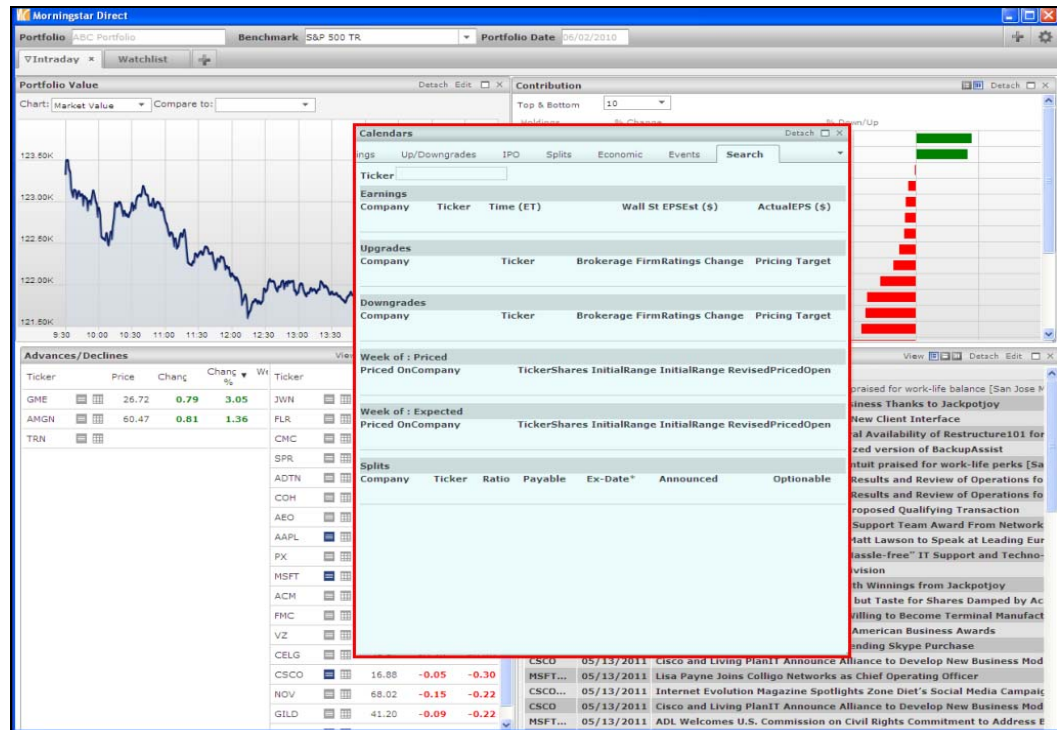 Morningstar Direct
Portfolio ABC Portfolio Benchmark S&P 500 TR Portfolio Date 06/02/2010
Intraday × Watchlist
Portfolio Value Detach Edit
Chart: Market Value Compare to:
123.50K
123.00K
122.50K
122.00K
121.50K
9:30 10:00 10:30 11:00 11:30 12:00 12:30 13:00 13:30
Contribution Detach
Top & Bottom 10
Holdings % Change % Down/Up
Calendars Detach
ings Up/Downgrades IPO Splits Economic Events Search
Ticker
Earnings
Company Ticker Time (ET) Wall St EPSEst ($) ActualEPS ($)
Upgrades
Company Ticker Brokerage FirmRatings Change Pricing Target
Downgrades
Company Ticker Brokerage FirmRatings Change Pricing Target
Week of : Priced
Priced OnCompany TickerShares InitialRange InitialRange RevisedPricedOpen
Week of : Expected
Priced OnCompany TickerShares InitialRange InitialRange RevisedPricedOpen
Splits
Company Ticker Ratio Payable Ex-Date* Announced Optionable
Advances/Declines View
Ticker Price Chang Chang % We
GME 26.72 0.79 3.05
AMGN 60.47 0.81 1.36
TRN
Ticker
JWN
FLR
CMC
SPR
ADTN
COH
AEO
AAPL
PX
MSFT
ACM
FMC
VZ
CELG
CSCO 16.88 -0.05 -0.30
NOV 68.02 -0.15 -0.22
GILD 41.20 -0.09 -0.22
View Detach Edit
praised for work-life balance [San Jose M
siness Thanks to Jackpotjoy
New Client Interface
al Availability of Restructure101 for
zed version of BackupAssist
ntuit praised for work-life perks [Sa
Results and Review of Operations fo
Results and Review of Operations fo
roposed Qualifying Transaction
Support Team Award From Network
Matt Lawson to Speak at Leading Eur
Hassle-free" IT Support and Techno-
ivision
th Winnings from Jackpotjoy
but Taste for Shares Damped by Ac
Willing to Become Terminal Manufact
American Business Awards
ending Skype Purchase
CSCO 05/13/2011 Cisco and Living PlanIT Announce Alliance to Develop New Business Mod
MSFT... 05/13/2011 Lisa Payne Joins Colligo Networks as Chief Operating Officer
CSCO... 05/13/2011 Internet Evolution Magazine Spotlights Zone Diet's Social Media Campaig
CSCO 05/13/2011 Cisco and Living PlanIT Announce Alliance to Develop New Business Mod
MSFT... 05/13/2011 ADL Welcomes U.S. Commission on Civil Rights Commitment to Address B